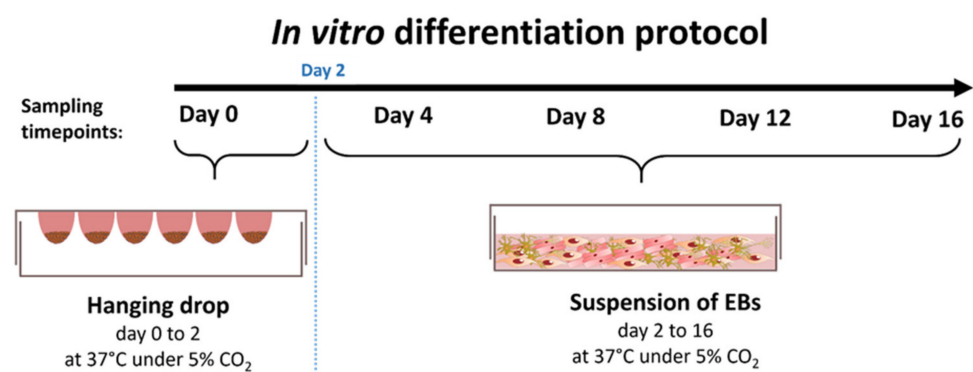 In vitro differentiation protocol
Day 2
Sampling
timepoints:
Day 0
Day 4
Day 8
Day 12
Day 16
Hanging drop
day 0 to 2
at 37°C under 5% CO₂
Suspension of EBs
day 2 to 16
at 37°C under 5% CO₂